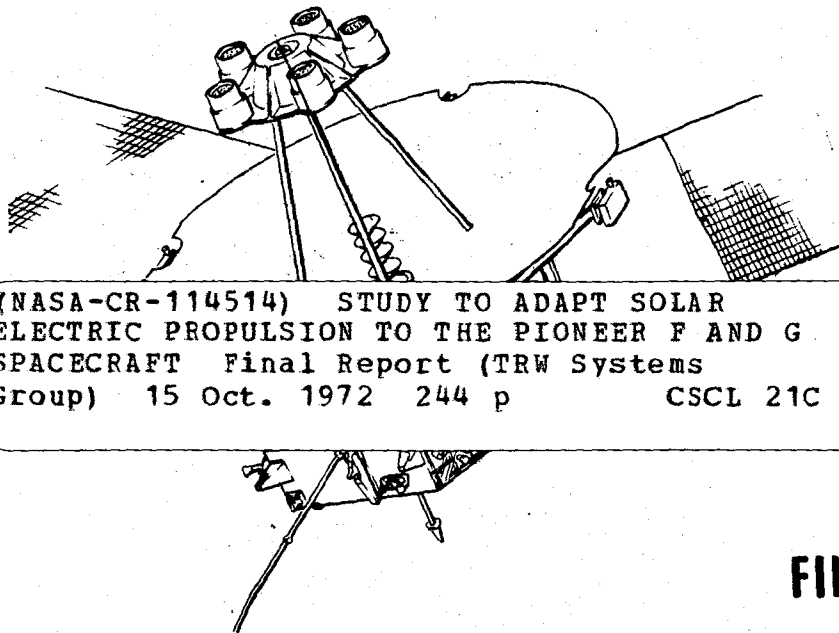 (NASA-CR-114514) STUDY TO ADAPT SOLAR
ELECTRIC PROPULSION TO THE PIONEER F AND G
SPACECRAFT Final Report (TRW Systems
Group) 15 Oct. 1972 244 p CSCL 21C